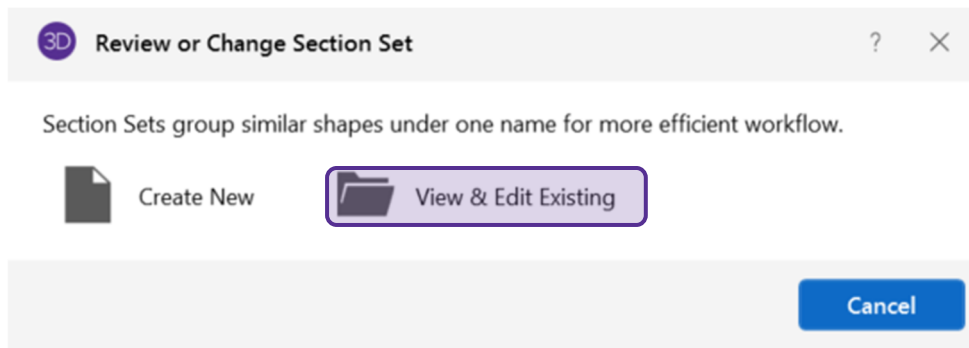 3D Review or Change Section Set ? ×
Section Sets group similar shapes under one name for more efficient workflow.
Create New View & Edit Existing
Cancel